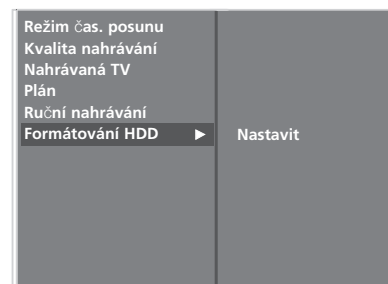 Režim čas. posunu
Kvalita nahrávání
Nahrávaná TV
Plán
Ruční nahrávání
Formátování HDD ► Nastavit